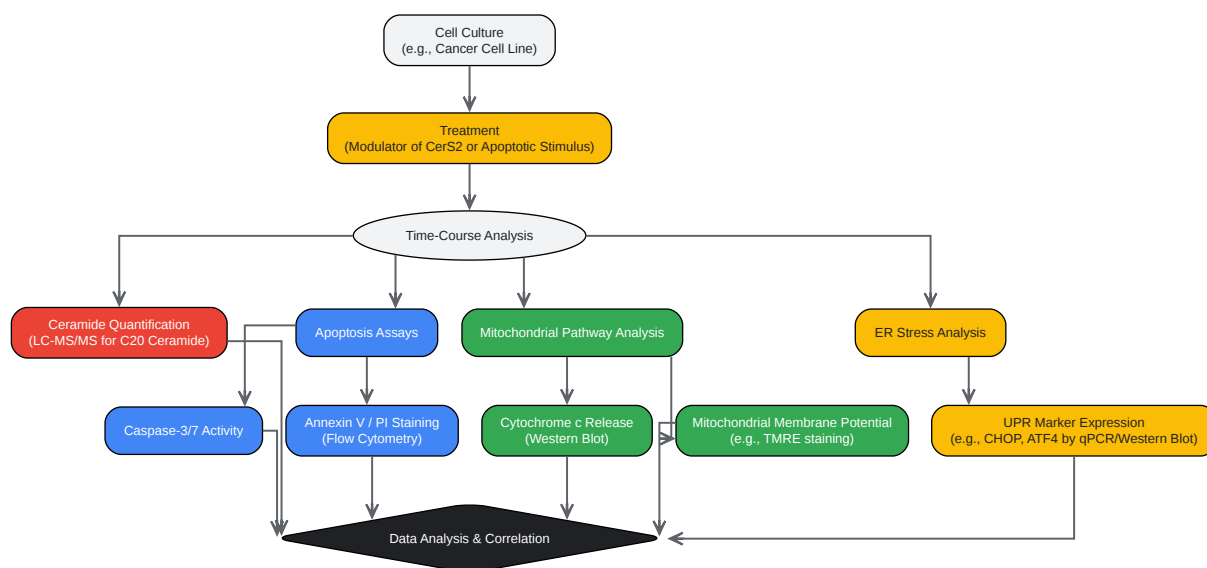 Cell Culture
(e.g., Cancer Cell Line)
Treatment
(Modulator of CerS2 or Apoptotic Stimulus)
Time-Course Analysis
Ceramide Quantification
(LC-MS/MS for C20 Ceramide)
Apoptosis Assays
Mitochondrial Pathway Analysis
ER Stress Analysis
Caspase-3/7 Activity
Annexin V / PI Staining
(Flow Cytometry)
Cytochrome c Release
(Western Blot)
Mitochondrial Membrane Potential
(e.g., TMRE staining)
UPR Marker Expression
(e.g., CHOP, ATF4 by qPCR/Western Blot)
Data Analysis & Correlation